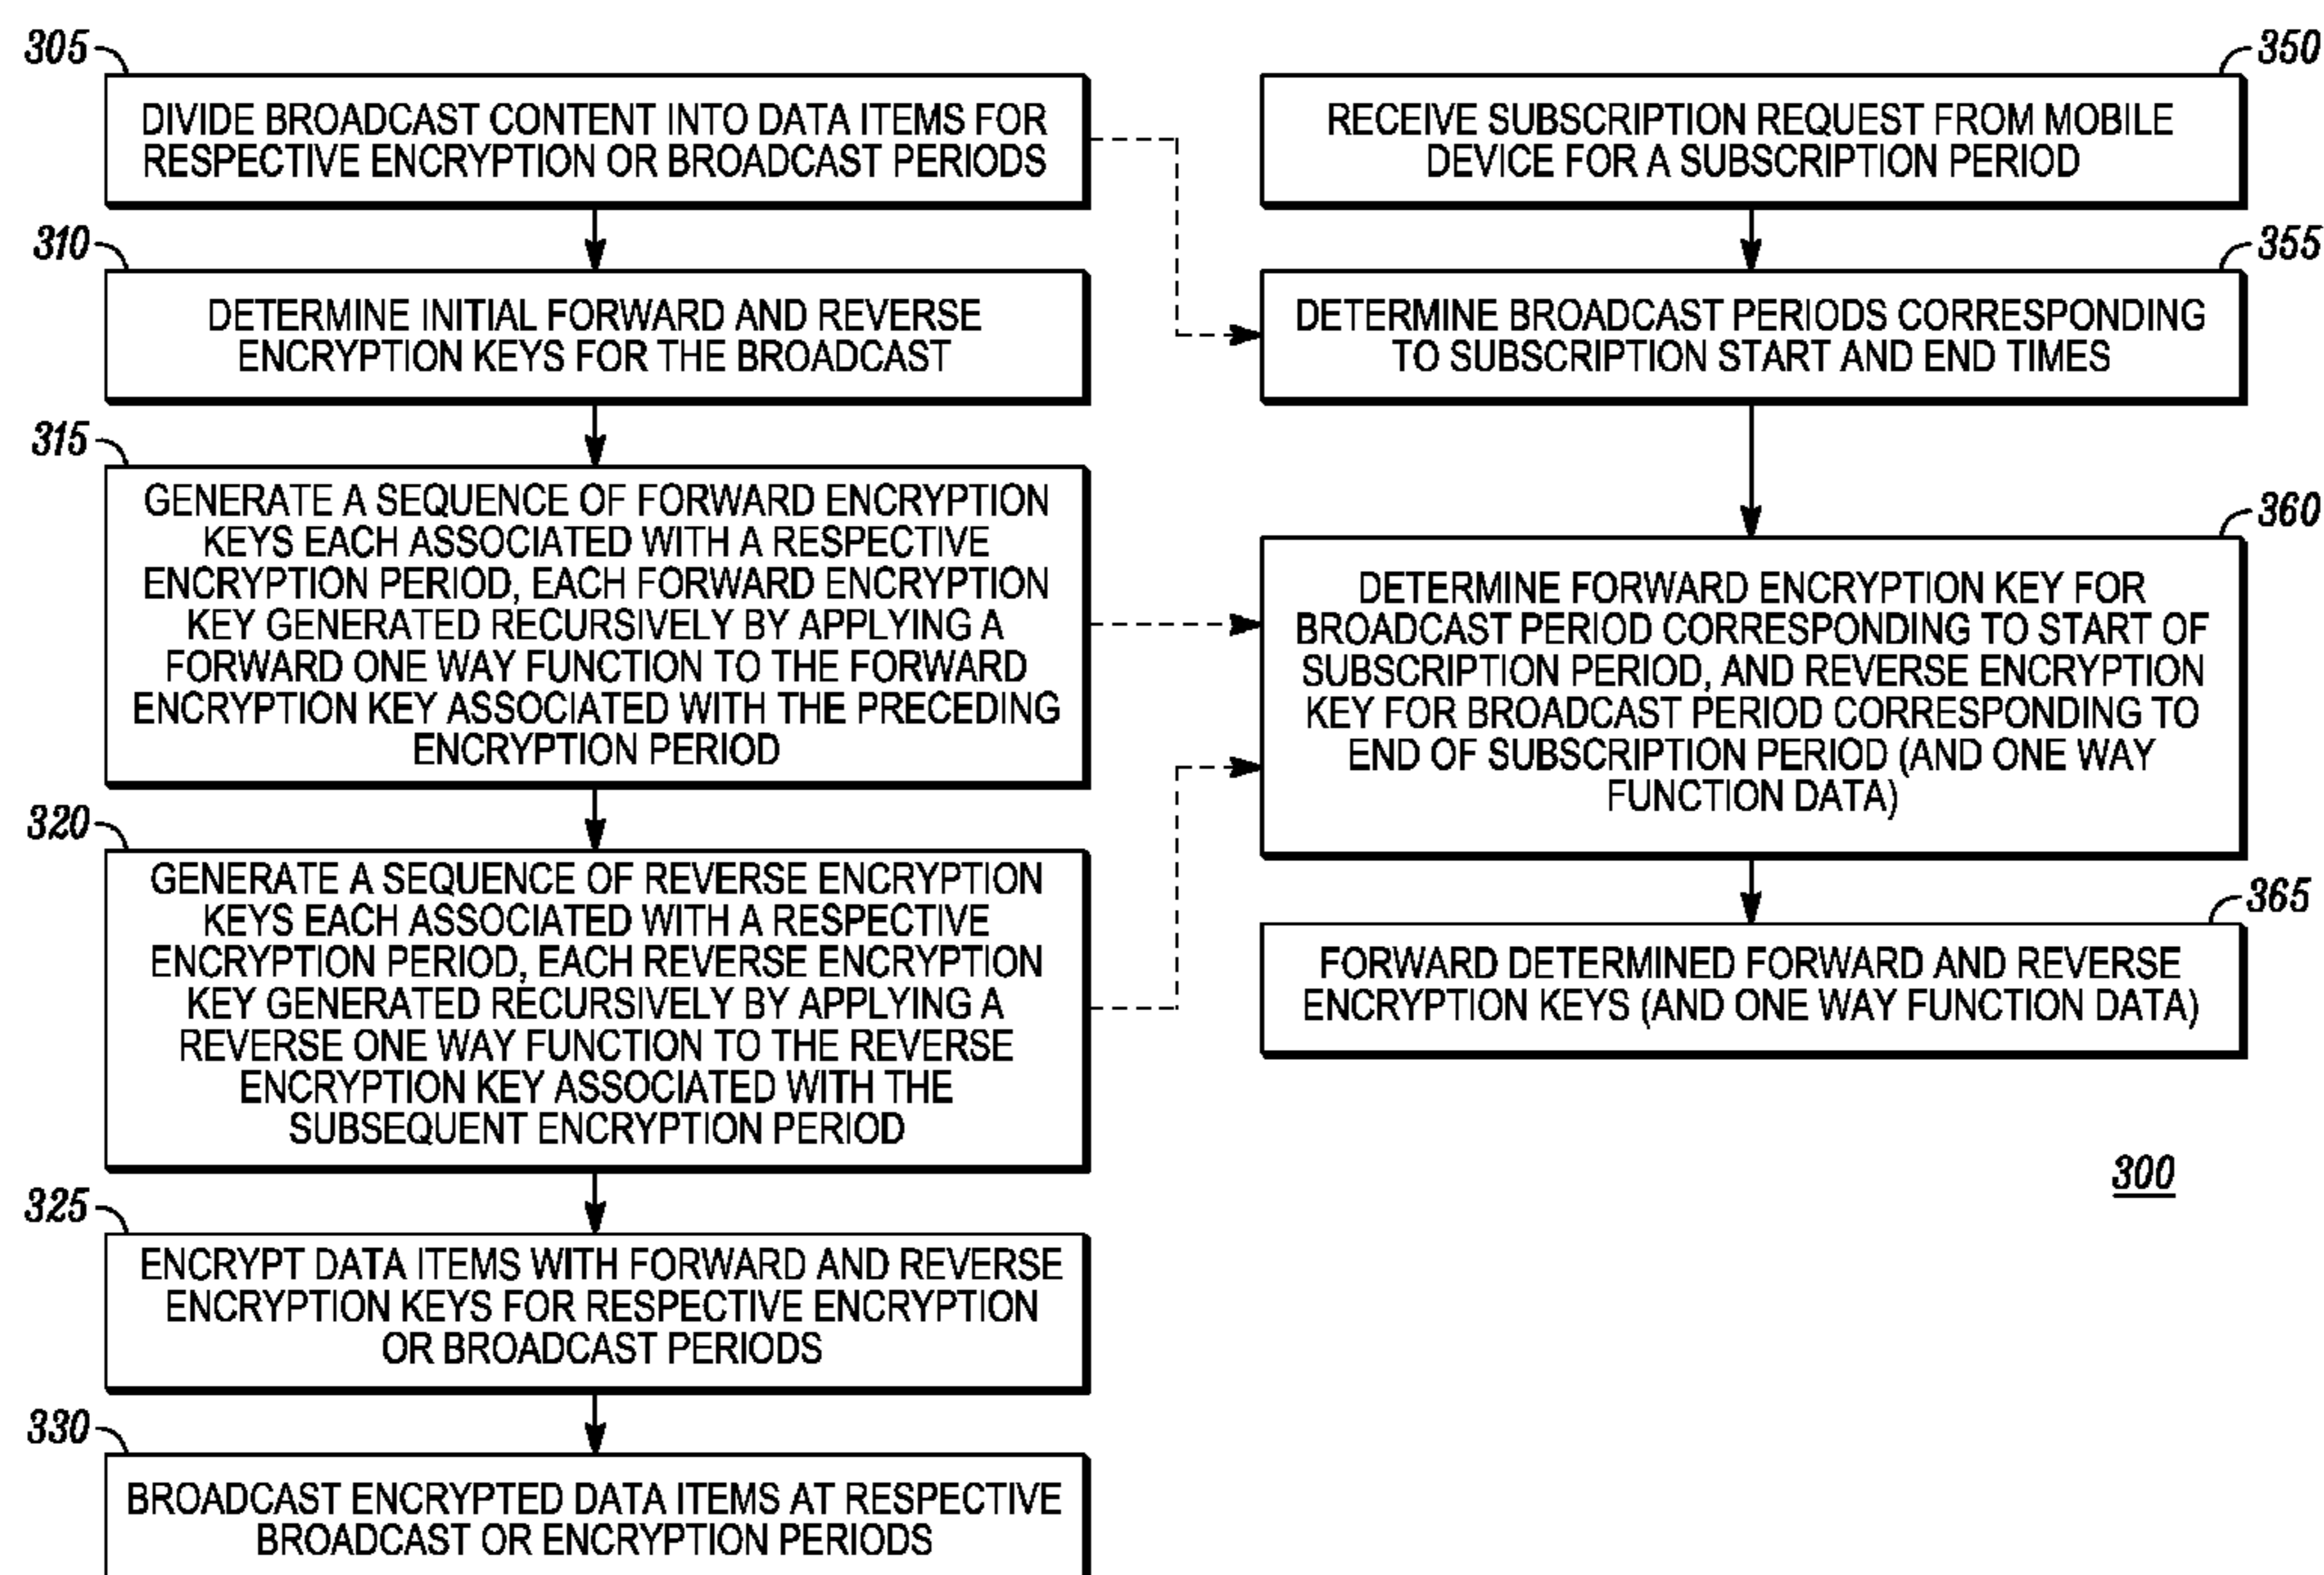 305
DIVIDE BROADCAST CONTENT INTO DATA ITEMS FOR
RESPECTIVE ENCRYPTION OR BROADCAST PERIODS
310
DETERMINE INITIAL FORWARD AND REVERSE
ENCRYPTION KEYS FOR THE BROADCAST
315
GENERATE A SEQUENCE OF FORWARD ENCRYPTION
KEYS EACH ASSOCIATED WITH A RESPECTIVE
ENCRYPTION PERIOD, EACH FORWARD ENCRYPTION
KEY GENERATED RECURSIVELY BY APPLYING A
FORWARD ONE WAY FUNCTION TO THE FORWARD
ENCRYPTION KEY ASSOCIATED WITH THE PRECEDING
ENCRYPTION PERIOD
320
GENERATE A SEQUENCE OF REVERSE ENCRYPTION
KEYS EACH ASSOCIATED WITH A RESPECTIVE
ENCRYPTION PERIOD, EACH REVERSE ENCRYPTION
KEY GENERATED RECURSIVELY BY APPLYING A
REVERSE ONE WAY FUNCTION TO THE REVERSE
ENCRYPTION KEY ASSOCIATED WITH THE
SUBSEQUENT ENCRYPTION PERIOD
325
ENCRYPT DATA ITEMS WITH FORWARD AND REVERSE
ENCRYPTION KEYS FOR RESPECTIVE ENCRYPTION
OR BROADCAST PERIODS
330
BROADCAST ENCRYPTED DATA ITEMS AT RESPECTIVE
BROADCAST OR ENCRYPTION PERIODS
350
RECEIVE SUBSCRIPTION REQUEST FROM MOBILE
DEVICE FOR A SUBSCRIPTION PERIOD
355
DETERMINE BROADCAST PERIODS CORRESPONDING
TO SUBSCRIPTION START AND END TIMES
360
DETERMINE FORWARD ENCRYPTION KEY FOR
BROADCAST PERIOD CORRESPONDING TO START OF
SUBSCRIPTION PERIOD, AND REVERSE ENCRYPTION
KEY FOR BROADCAST PERIOD CORRESPONDING TO
END OF SUBSCRIPTION PERIOD (AND ONE WAY
FUNCTION DATA)
365
FORWARD DETERMINED FORWARD AND REVERSE
ENCRYPTION KEYS (AND ONE WAY FUNCTION DATA)
300